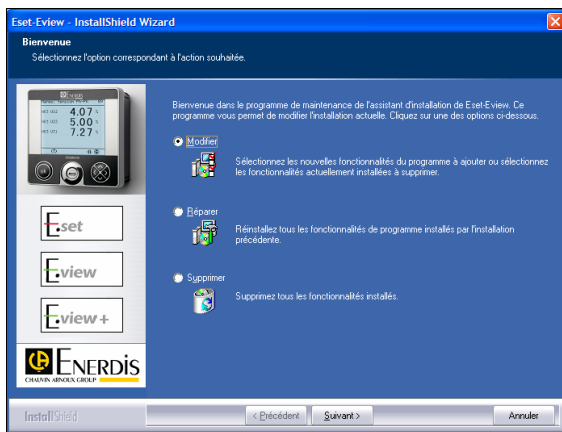 Eset-Eview - InstallShield Wizard
Bienvenue
Sélectionnez l'option correspondant à l'action souhaitée.
ENERDIS
4.07
5.00
7.27
Bienvenue dans le programme de maintenance de l'assistant d'installation de Eset-Eview. Ce
programme vous permet de modifier l'installation actuelle. Cliquez sur une des options ci-dessous.
Modifier
Sélectionnez les nouvelles fonctionnalités du programme à ajouter ou sélectionnez
les fonctionnalités actuellement installées à supprimer.
Réparer
Réinstallez tous les fonctionnalités de programme installés par l'installation
précédente.
Supprimer
Supprimez tous les fonctionnalités installés.
E.set
E.view
E.view+
ENERDIS
CHAUVIN ARNOUX GROUP
InstallShield
< Précédent
Suivant >
Annuler